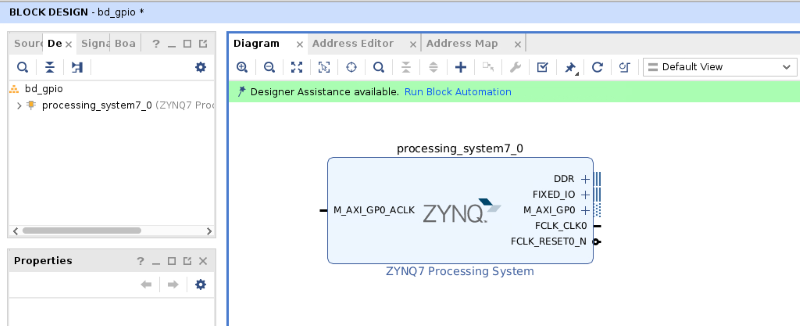 BLOCK DESIGN - bd_gpio *
Sour De × Signa Boa ? _
Diagram × Address Editor × Address Map ×
Default View
Designer Assistance available. Run Block Automation
bd_gpio
processing_system7_0 (ZYNQ7 Proc
processing_system7_0
DDR
FIXED_IO
M_AXI_GP0_ACLK ZYNQ. M_AXI_GP0
FCLK_CLK0
FCLK_RESET0_N
ZYNQ7 Processing System
Properties ? _